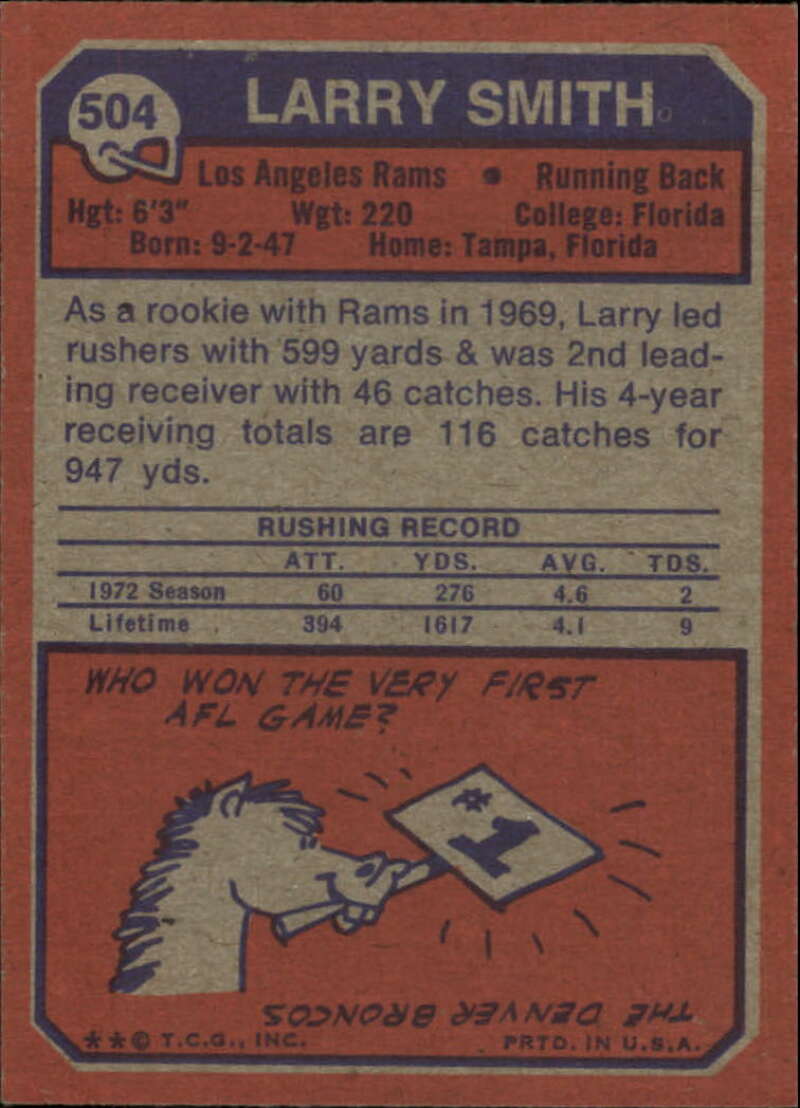 504
LARRY SMITH
Los Angeles Rams • Running Back
Hgt: 6'3" Wgt: 220 College: Florida
Born: 9-2-47 Home: Tampa, Florida
As a rookie with Rams in 1969, Larry led
rushers with 599 yards & was 2nd lead-
ing receiver with 46 catches. His 4-year
receiving totals are 116 catches for
947 yds.
RUSHING RECORD
ATT. YDS. AVG. TDS.
1972 Season 60 276 4.6 2
Lifetime 394 1617 4.1 9
WHO WON THE VERY FIRST
AFL GAME?
#1
THE DENVER BRONCOS
**© T.C.G., INC. PRTD. IN U.S.A.